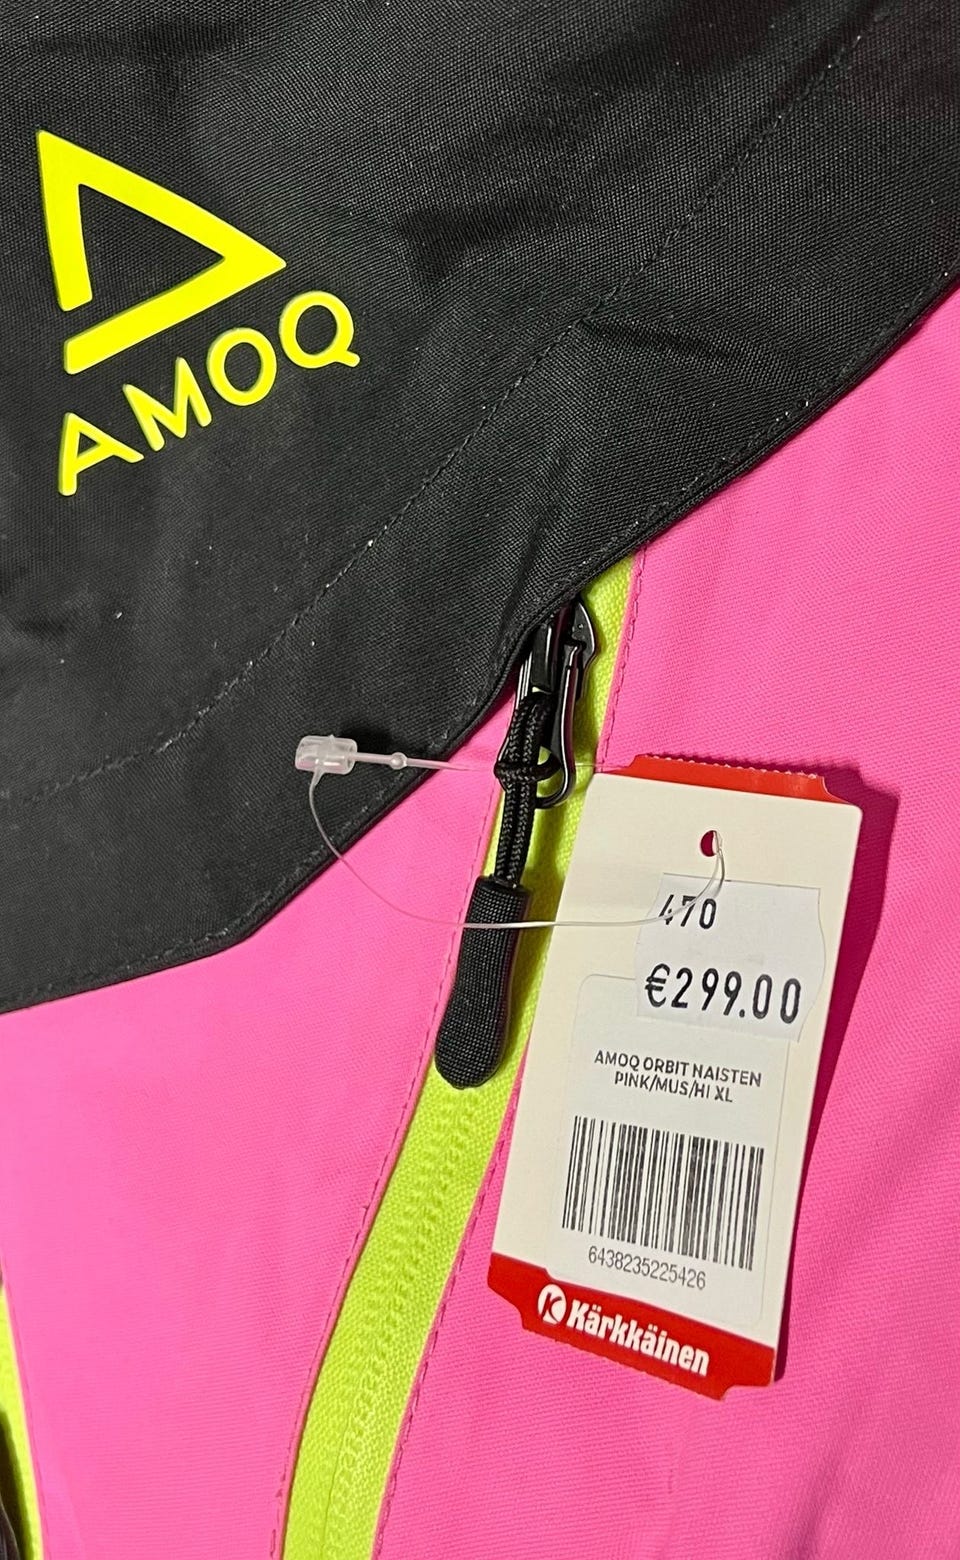 AMOQ
470
€299.00
AMOQ ORBIT NAISTEN
PINK/MUS/HI XL
6438235225426
Kärkkäinen